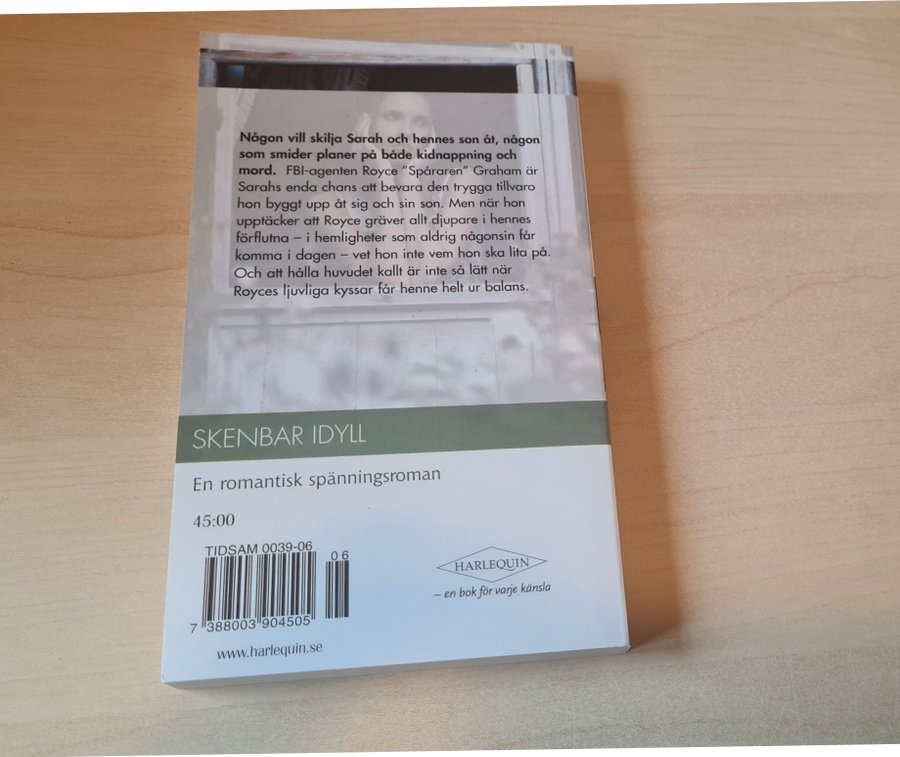 Någon vill skilja Sarah och hennes son åt, någon
som smider planer på både kidnappning och
mord. FBI-agenten Royce ”Spåraren” Graham är
Sarahs enda chans att bevara den trygga tillvaro
hon byggt upp åt sig och sin son. Men när hon
upptäcker att Royce gräver allt djupare i hennes
förflutna – i hemligheter som aldrig någonsin får
komma i dagen – vet hon inte vem hon ska lita på.
Och att hålla huvudet kallt är inte så lätt när
Royces ljuvliga kyssar får henne helt ur balans.
SKENBAR IDYLL
En romantisk spänningsroman
45:00
TIDSAM 0039-06
06
7 388003 904505
www.harlequin.se
HARLEQUIN
– en bok för varje känsla